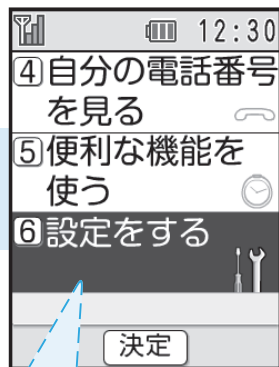 12:30
4自分の電話番号
を見る
5便利な機能を
使う
6設定をする
決定